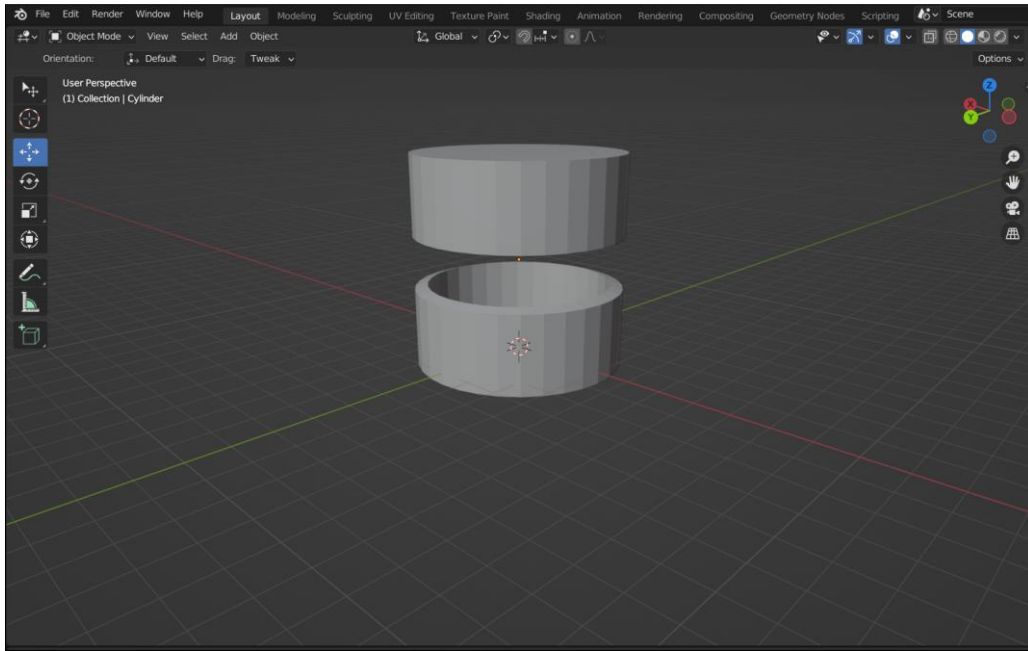 File Edit Render Window Help Layout Modeling Sculpting UV Editing Texture Paint Shading Animation Rendering Compositing Geometry Nodes Scripting Scene
Object Mode View Select Add Object Global
Orientation: Default Drag: Tweak Options
User Perspective
(1) Collection | Cylinder
Z
X
Y